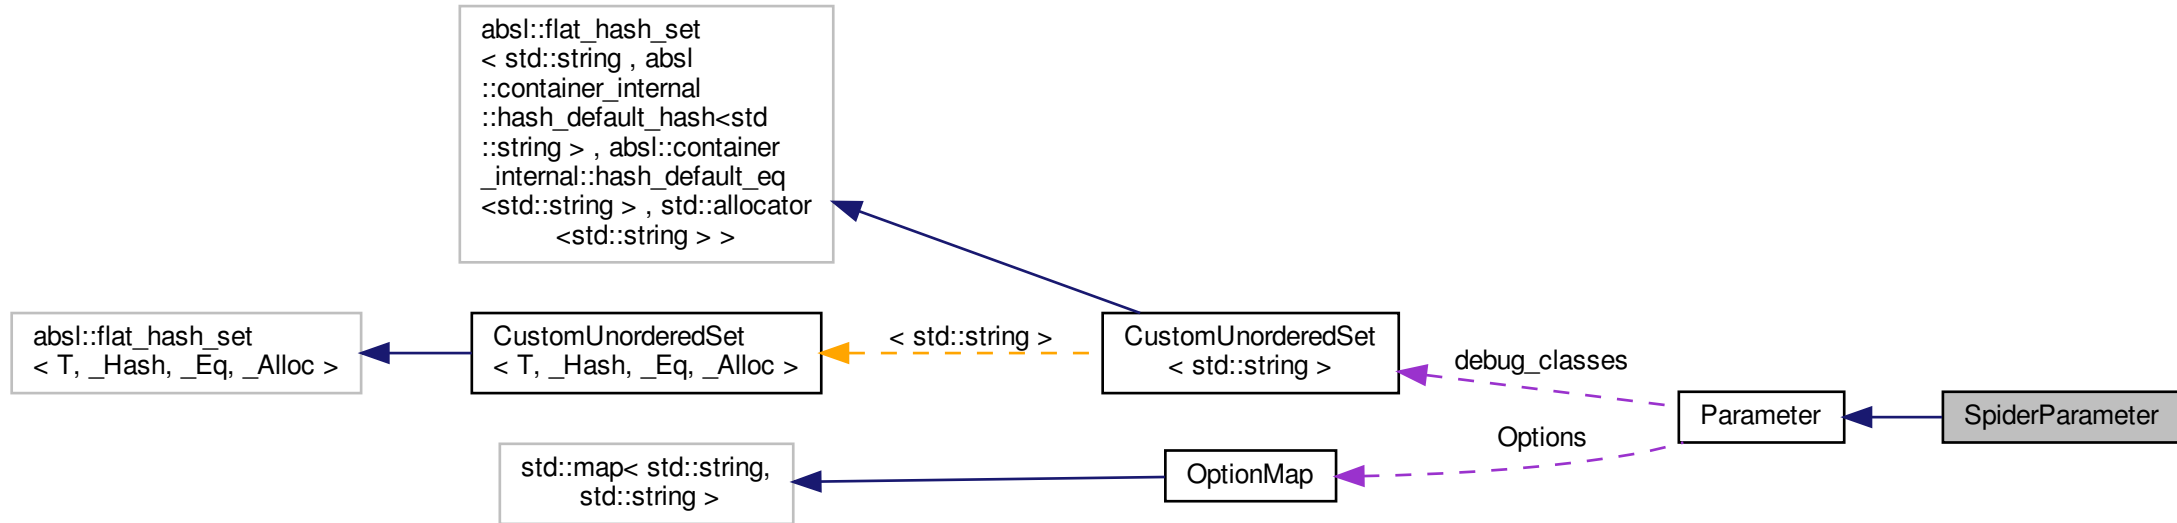 absl::flat_hash_set
< std::string , absl
::container_internal
::hash_default_hash<std
::string > , absl::container
_internal::hash_default_eq
<std::string > , std::allocator
<std::string > >
absl::flat_hash_set
< T, _Hash, _Eq, _Alloc >
CustomUnorderedSet
< T, _Hash, _Eq, _Alloc >
< std::string >
CustomUnorderedSet
< std::string >
debug_classes
Parameter
SpiderParameter
Options
std::map< std::string,
std::string >
OptionMap